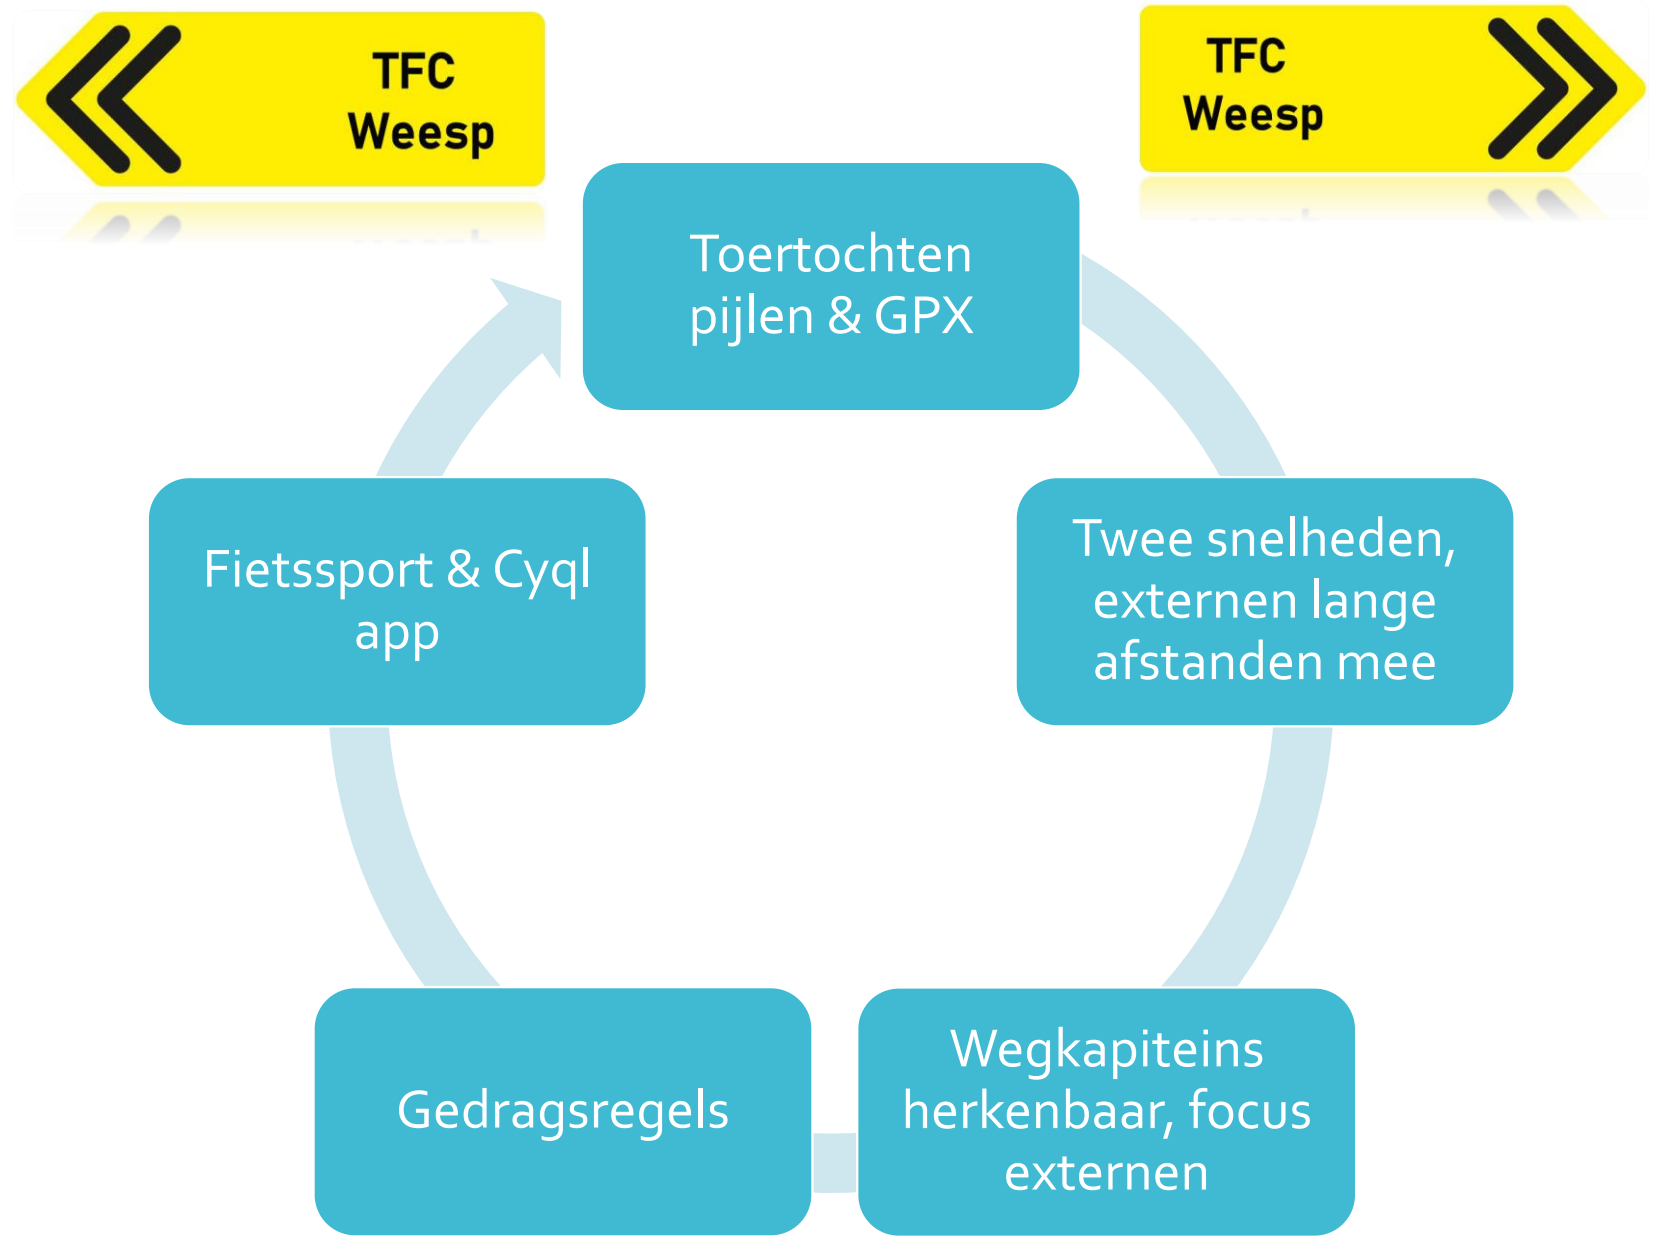 TFC
Weesp
TFC
Weesp
Toertochten
pijlen & GPX
Twee snelheden,
externen lange
afstanden mee
Wegkapiteins
herkenbaar, focus
externen
Gedragsregels
Fietssport & Cyql
app